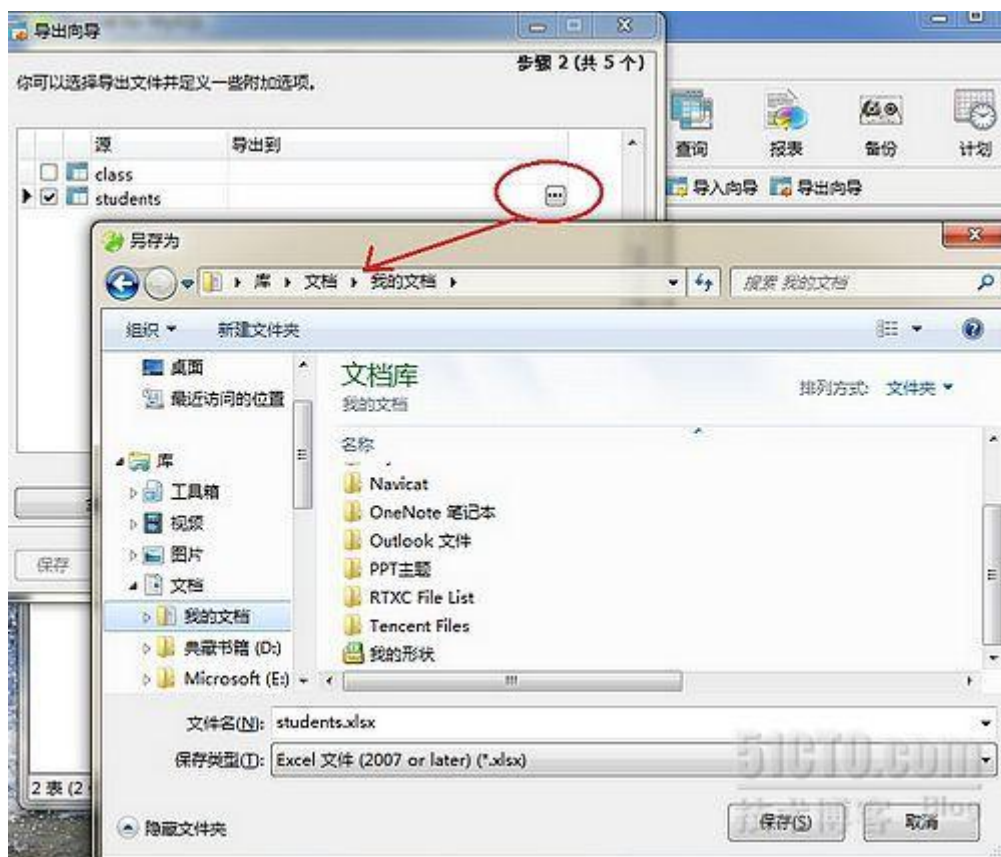 导出向导
步骤 2 (共 5 个)
你可以选择导出文件并定义一些附加选项。
源 导出到
class
students
查询 报表 备份 计划
导入向导 导出向导
另存为
库 文档 我的文档
搜索 我的文档
组织 新建文件夹
桌面
最近访问的位置
库
工具箱
视频
图片
文档
我的文档
典藏书籍 (D:)
Microsoft (E:)
文档库
我的文档
排列方式: 文件夹
名称
Navicat
OneNote 笔记本
Outlook 文件
PPT主题
RTXC File List
Tencent Files
我的形状
保存
文件名(N): students.xlsx
保存类型(T): Excel 文件 (2007 or later) (*.xlsx)
2 表 (2
隐藏文件夹
保存(S) 取消
51CTO.com
技术博客 Blog